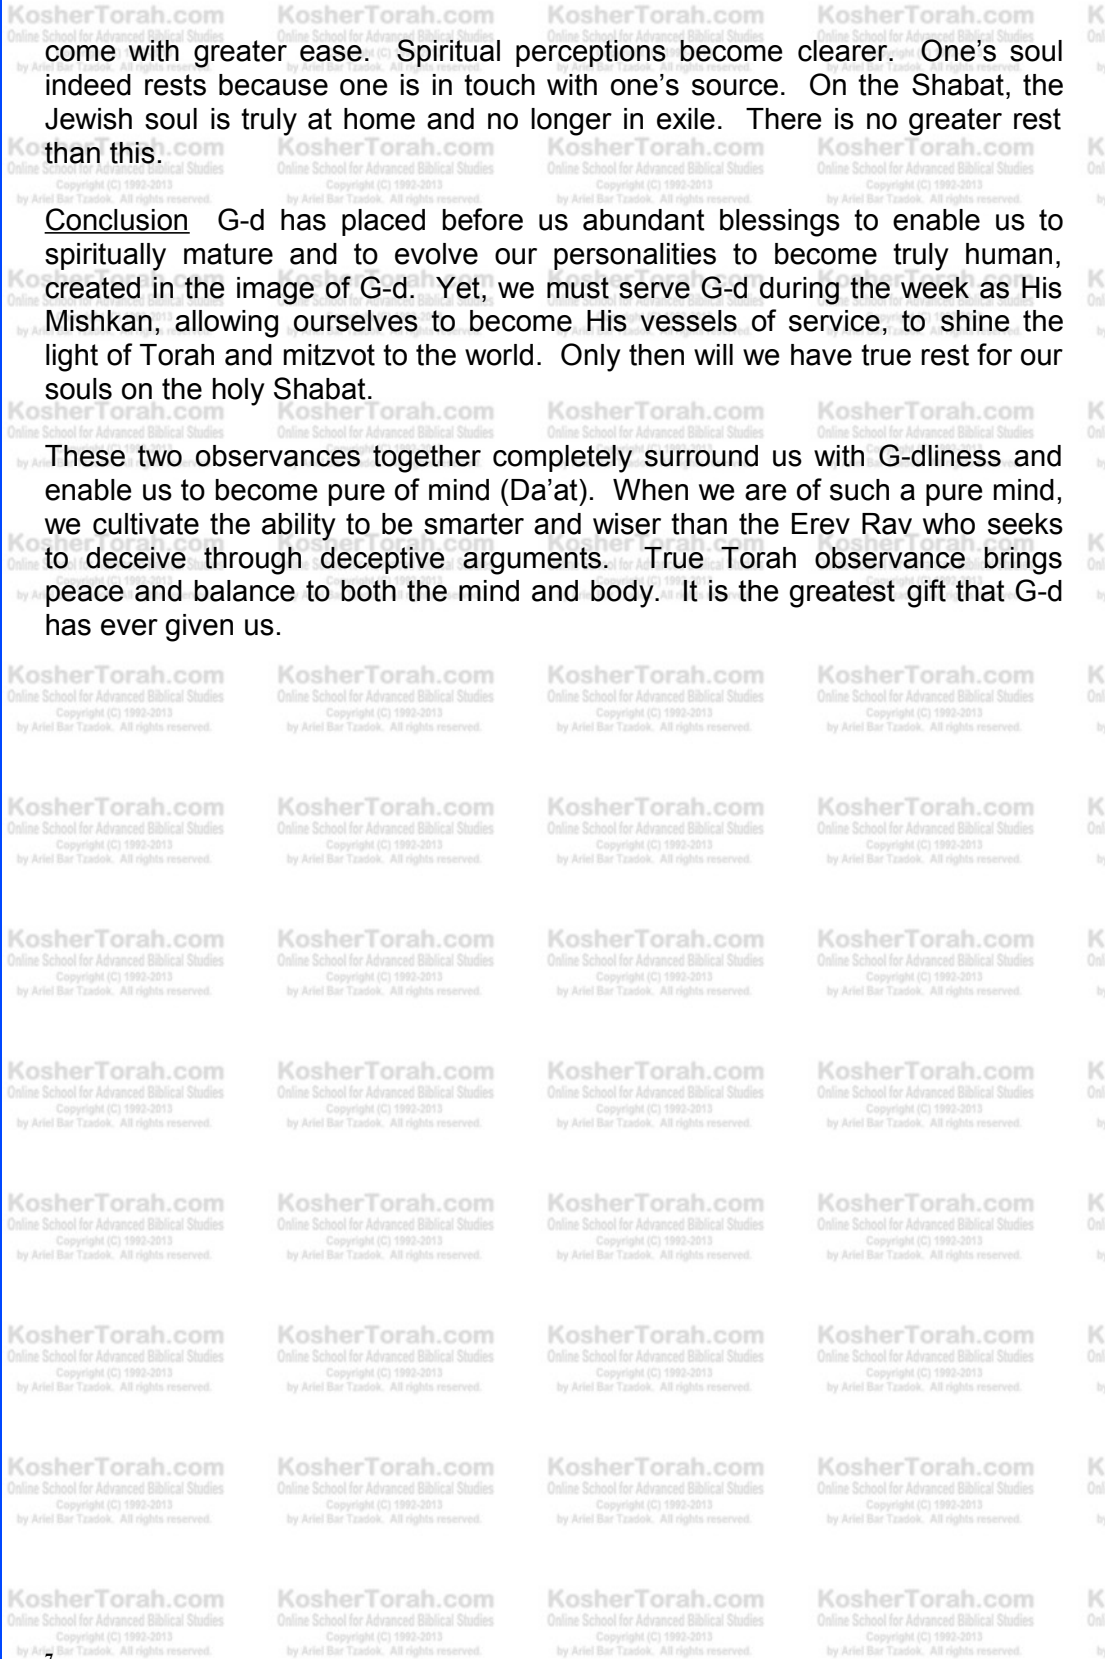 come with greater ease. Spiritual perceptions become clearer. One's soul
indeed rests because one is in touch with one's source. On the Shabat, the
Jewish soul is truly at home and no longer in exile. There is no greater rest
than this.
Conclusion G-d has placed before us abundant blessings to enable us to
spiritually mature and to evolve our personalities to become truly human,
created in the image of G-d. Yet, we must serve G-d during the week as His
Mishkan, allowing ourselves to become His vessels of service, to shine the
light of Torah and mitzvot to the world. Only then will we have true rest for our
souls on the holy Shabat.
These two observances together completely surround us with G-dliness and
enable us to become pure of mind (Da'at). When we are of such a pure mind,
we cultivate the ability to be smarter and wiser than the Erev Rav who seeks
to deceive through deceptive arguments. True Torah observance brings
peace and balance to both the mind and body. It is the greatest gift that G-d
has ever given us.
KosherTorah.com
Online School for Advanced Biblical Studies
Copyright (C) 1992-2013
by Ariel Bar Tzadok. All rights reserved.
7